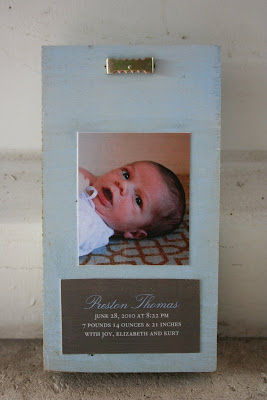 Preston Thomas
JUNE 28, 2010 AT 8:22 PM
7 POUNDS 14 OUNCES & 21 INCHES
WITH JOY, ELIZABETH AND KURT